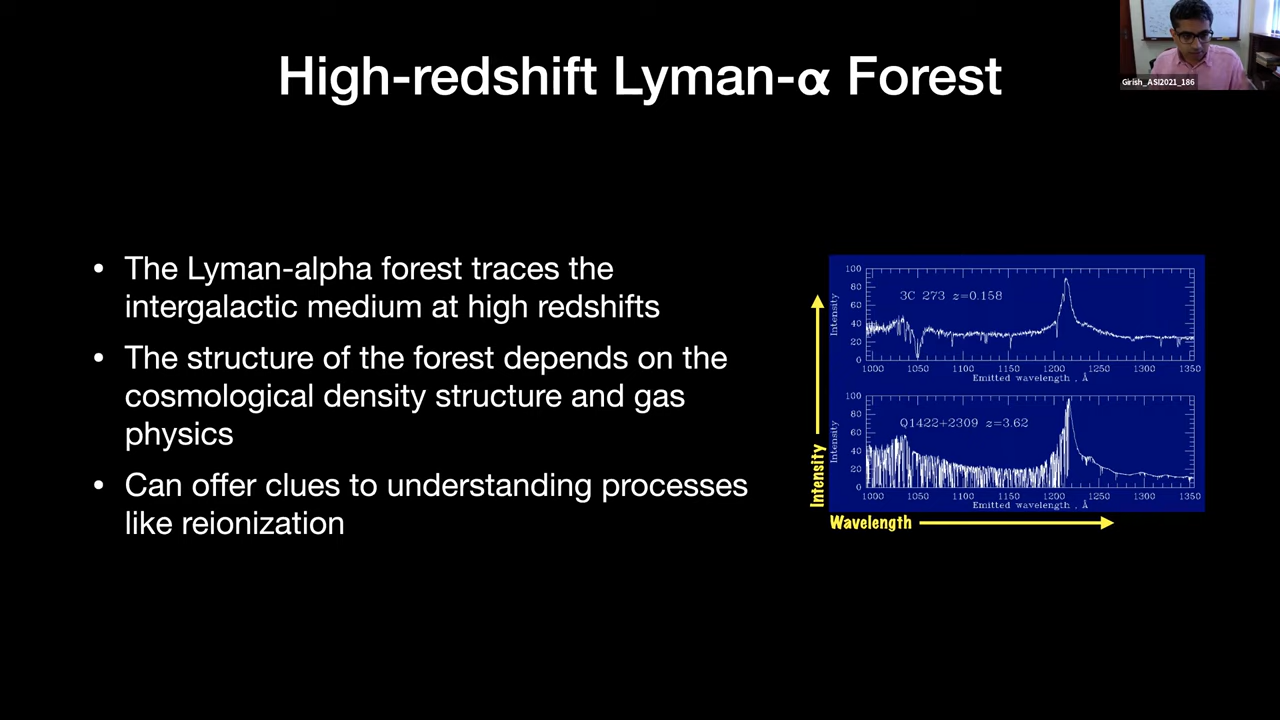 High-redshift Lyman-α Forest
Girish_ASI2021_186
• The Lyman-alpha forest traces the
intergalactic medium at high redshifts
• The structure of the forest depends on the
cosmological density structure and gas
physics
• Can offer clues to understanding processes
like reionization
100
80
60
40
20
0
Intensity
3C 273 z=0.158
1000 1050 1100 1150 1200 1250 1300 1350
Emitted wavelength, Å
100
80
60
40
20
0
Intensity
Q1422+2309 z=3.62
1000 1050 1100 1150 1200 1250 1300 1350
Emitted wavelength, Å
Intensity
Wavelength